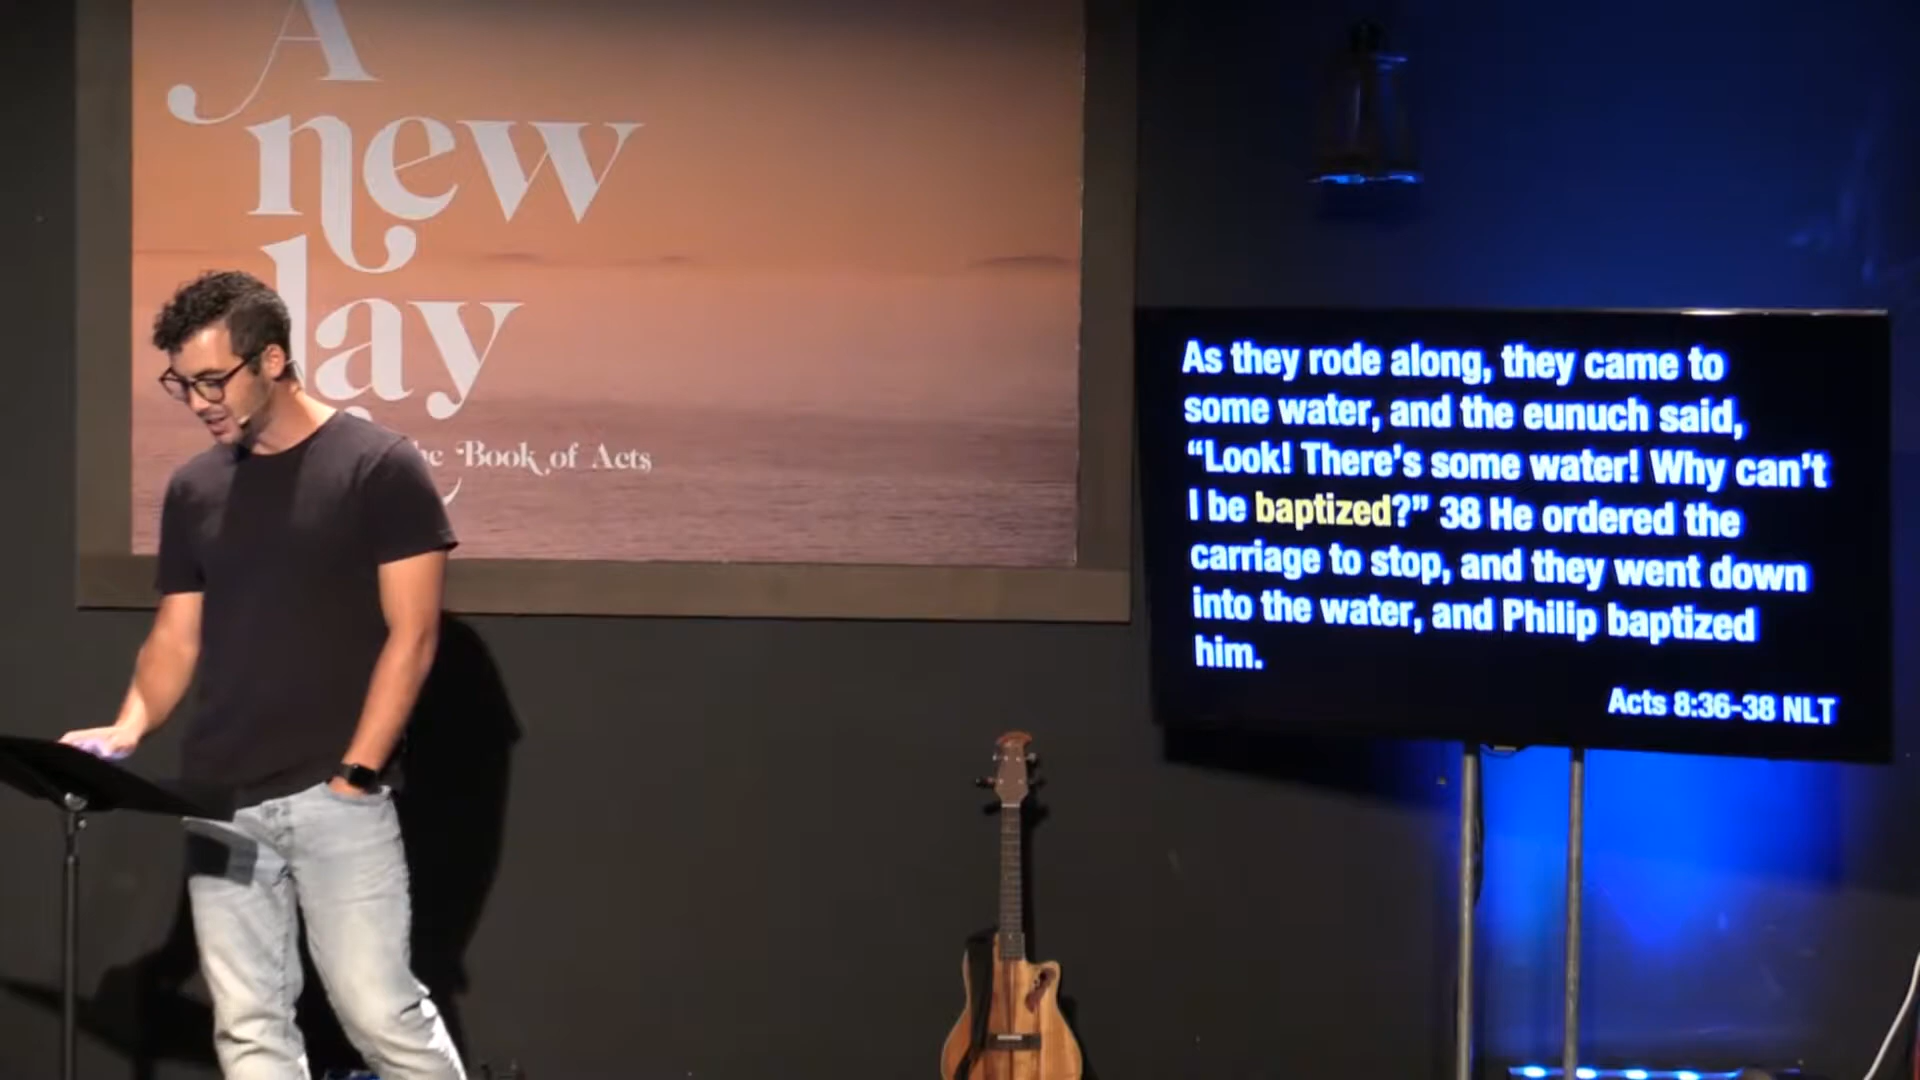 A
new
day
the Book of Acts
As they rode along, they came to
some water, and the eunuch said,
“Look! There’s some water! Why can’t
I be baptized?” 38 He ordered the
carriage to stop, and they went down
into the water, and Philip baptized
him.
Acts 8:36-38 NLT